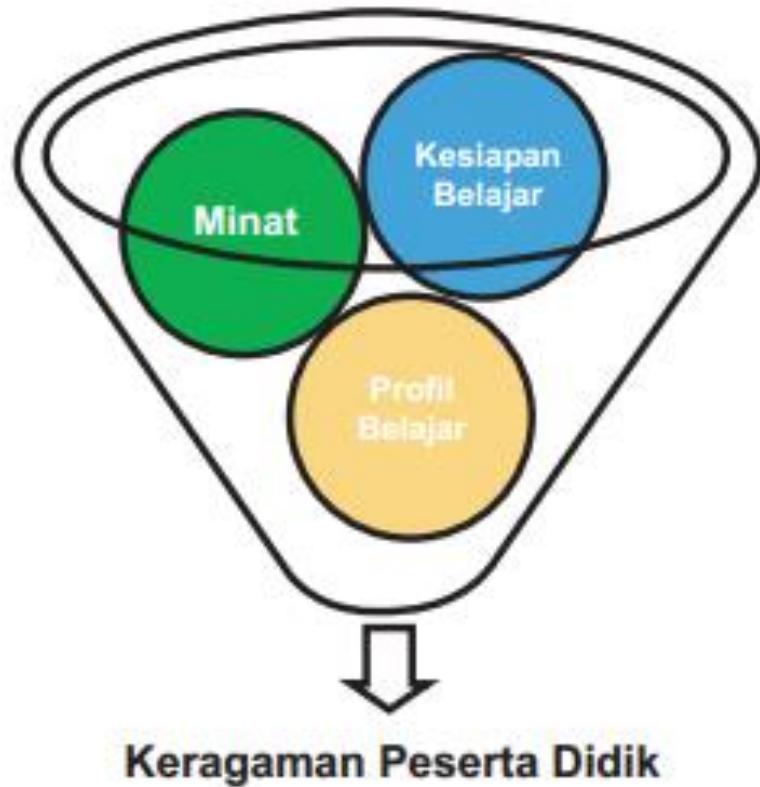 Minat
Kesiapan
Belajar
Profil
Belajar
Keragaman Peserta Didik